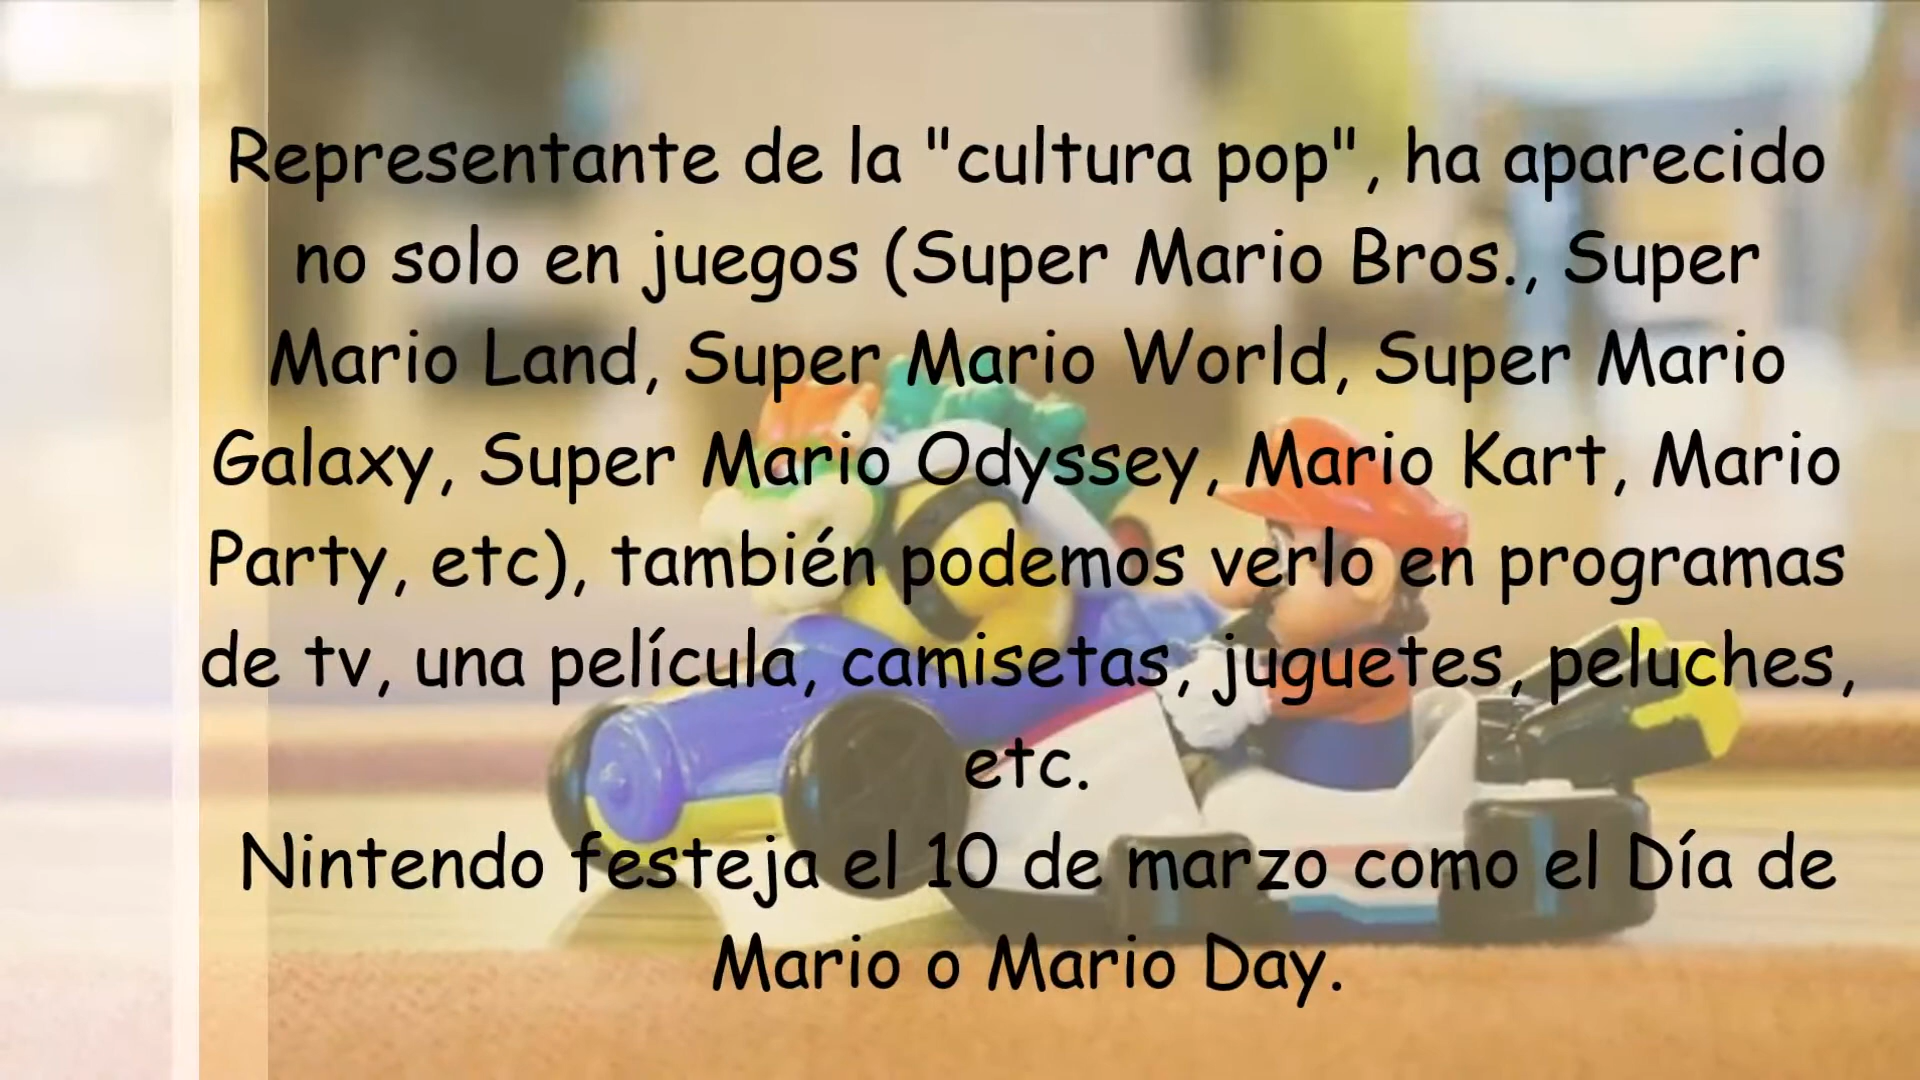 Representante de la "cultura pop", ha aparecido
no solo en juegos (Super Mario Bros., Super
Mario Land, Super Mario World, Super Mario
Galaxy, Super Mario Odyssey, Mario Kart, Mario
Party, etc), también podemos verlo en programas
de tv, una película, camisetas, juguetes, peluches,
etc.
Nintendo festeja el 10 de marzo como el Día de
Mario o Mario Day.